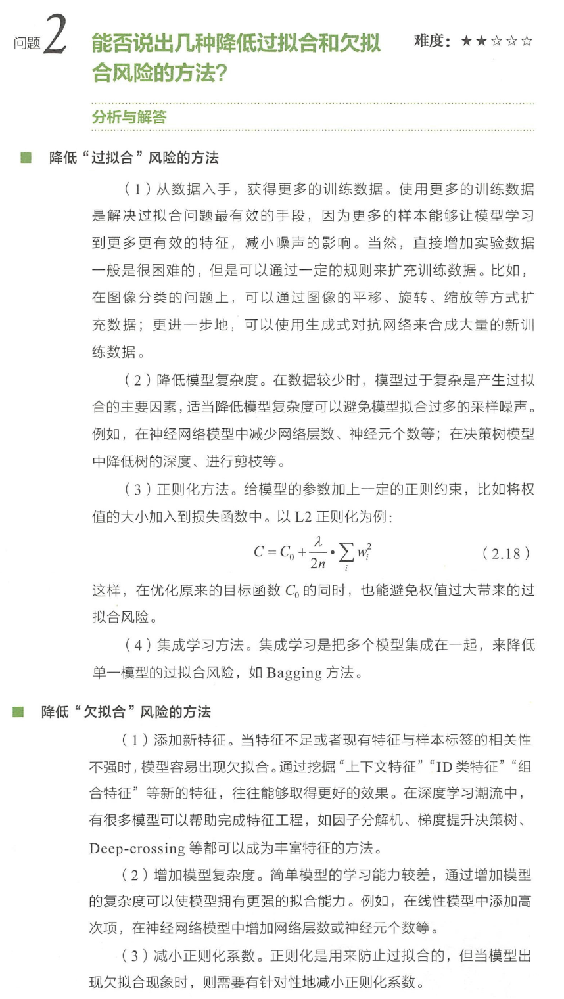 问题 2 能否说出几种降低过拟合和欠拟 难度：★★☆☆☆
合风险的方法？
分析与解答
降低“过拟合”风险的方法
（1）从数据入手，获得更多的训练数据。使用更多的训练数据
是解决过拟合问题最有效的手段，因为更多的样本能够让模型学习
到更多更有效的特征，减小噪声的影响。当然，直接增加实验数据
一般是很困难的，但是可以通过一定的规则来扩充训练数据。比如，
在图像分类的问题上，可以通过图像的平移、旋转、缩放等方式扩
充数据；更进一步地，可以使用生成式对抗网络来合成大量的新训
练数据。
（2）降低模型复杂度。在数据较少时，模型过于复杂是产生过拟
合的主要因素，适当降低模型复杂度可以避免模型拟合过多的采样噪声。
例如，在神经网络模型中减少网络层数、神经元个数等；在决策树模型
中降低树的深度、进行剪枝等。
（3）正则化方法。给模型的参数加上一定的正则约束，比如将权
值的大小加入到损失函数中。以 L2 正则化为例：
C = C₀ + λ/2n • ∑ᵢ wᵢ² （2.18）
这样，在优化原来的目标函数 C₀ 的同时，也能避免权值过大带来的过
拟合风险。
（4）集成学习方法。集成学习是把多个模型集成在一起，来降低
单一模型的过拟合风险，如 Bagging 方法。
降低“欠拟合”风险的方法
（1）添加新特征。当特征不足或者现有特征与样本标签的相关性
不强时，模型容易出现欠拟合。通过挖掘“上下文特征”“ID 类特征”“组
合特征”等新的特征，往往能够取得更好的效果。在深度学习潮流中，
有很多模型可以帮助完成特征工程，如因子分解机、梯度提升决策树、
Deep-crossing 等都可以成为丰富特征的方法。
（2）增加模型复杂度。简单模型的学习能力较差，通过增加模型
的复杂度可以使模型拥有更强的拟合能力。例如，在线性模型中添加高
次项，在神经网络模型中增加网络层数或神经元个数等。
（3）减小正则化系数。正则化是用来防止过拟合的，但当模型出
现欠拟合现象时，则需要有针对性地减小正则化系数。